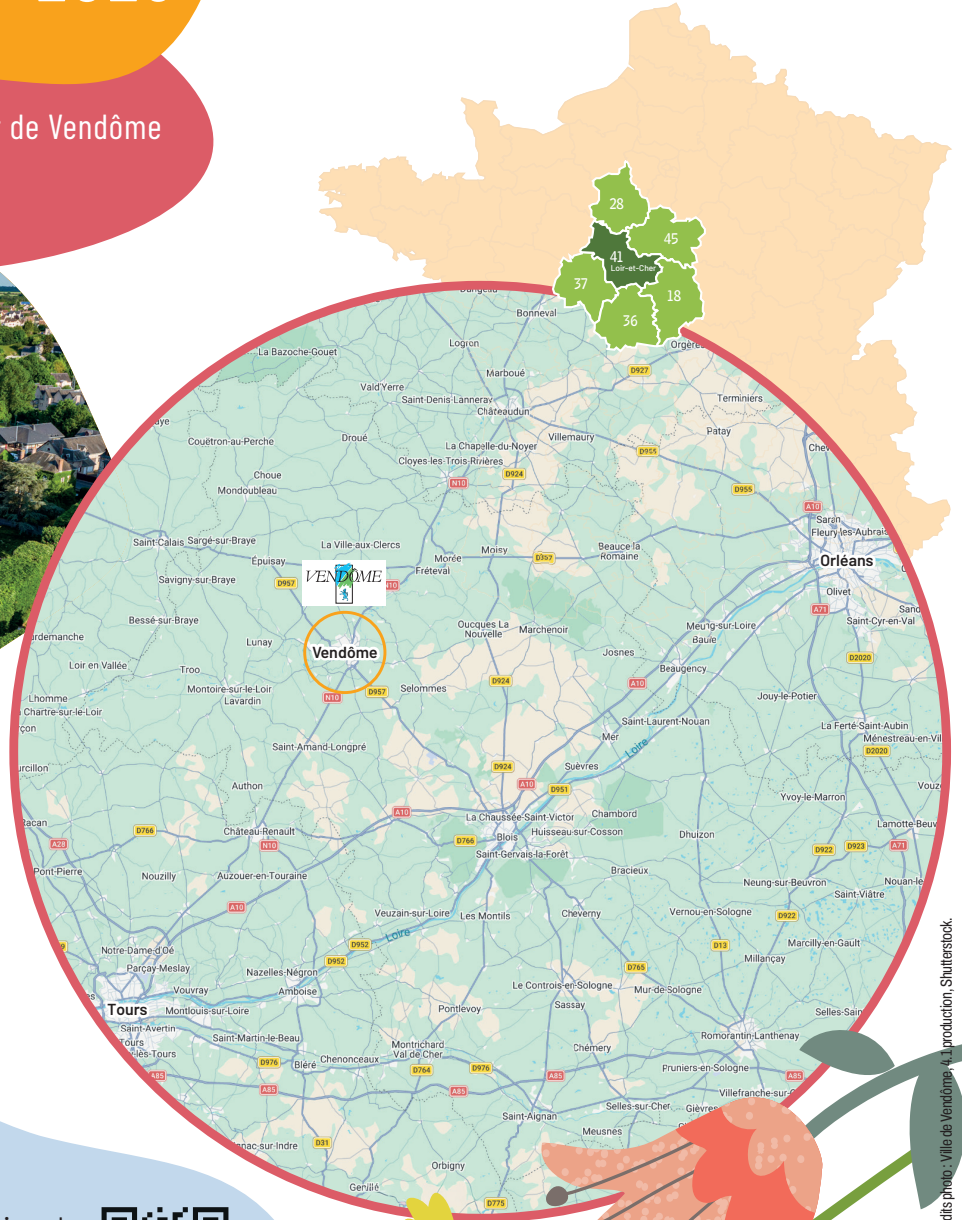 de Vendôme
28
45
41
Loir-et-Cher
37
18
36
Bonneval
Logron
La Bazoche-Gouet
D927
Marboué
Vald'Yerre
Saint-Denis-Lanneray
Châteaudun
Terminiers
Patay
Couëtron-au-Perche
Droué
Villemaury
La Chapelle-du-Noyer
D955
Cloyes-les-Trois-Rivières
D924
Choue
N10
Mondoubleau
D955
A10
Saran
Fleury-les-Aubrais
Saint-Calais
Sargé-sur-Braye
La Ville-aux-Clercs
Moisy
Beauce la Romaine
Morée
D357
Orléans
Épuisay
Fréteval
VENDÔME
N10
D957
Savigny-sur-Braye
Olivet
A71
Bessé-sur-Braye
Saint-Cyr-en-Val
Oucques La Nouvelle
Marchenoir
Meung-sur-Loire
Baule
Lunay
Vendôme
Josnes
D2020
Loir en Vallée
Troo
Beaugency
D924
A10
Montoire-sur-le-Loir
Lavardin
N10
D957
Selommes
Jouy-le-Potier
Lhomme
Chartre-sur-le-Loir
Saint-Laurent-Nouan
La Ferté-Saint-Aubin
Mer
Ménestreau-en-Vil
Saint-Amand-Longpré
Loire
D2020
D924
Suèvres
A10
D951
Authon
Yvoy-le-Marron
A10
La Chaussée-Saint-Victor
Chambord
Lamotte-Beuv
D766
Château-Renault
Blois
Huisseau-sur-Cosson
Dhuizon
A28
N10
D766
D922
D923
A71
Saint-Gervais-la-Forêt
Pont-Pierre
Nouzilly
Auzouer-en-Touraine
Bracieux
Neung-sur-Beuvron
Nouan-le
Saint-Viâtre
A10
Veuzain-sur-Loire
Les Montils
Cheverny
Vernou-en-Sologne
D922
Loire
Notre-Dame-d'Oé
D952
D13
Marcilly-en-Gault
D952
Parçay-Meslay
Nazelles-Négron
D765
Millançay
Vouvray
Amboise
Le Controis-en-Sologne
Mur-de-Sologne
Tours
Montlouis-sur-Loire
Pontlevoy
Sassay
Selles-Sain
Saint-Avertin
Saint-Martin-le-Beau
Montrichard Val de Cher
Chémery
Romorantin-Lanthenay
D976
Bléré
Chenonceaux
D764
D976
Pruniers-en-Sologne
A85
A85
A85
A85
A85
Villefranche-sur-C
Saint-Aignan
Selles-sur-Cher
Gièvres
Meusnes
D31
Orbigny
Genillé
D775
dits photo : Ville de Vendôme, 4.1 production, Shutterstock.